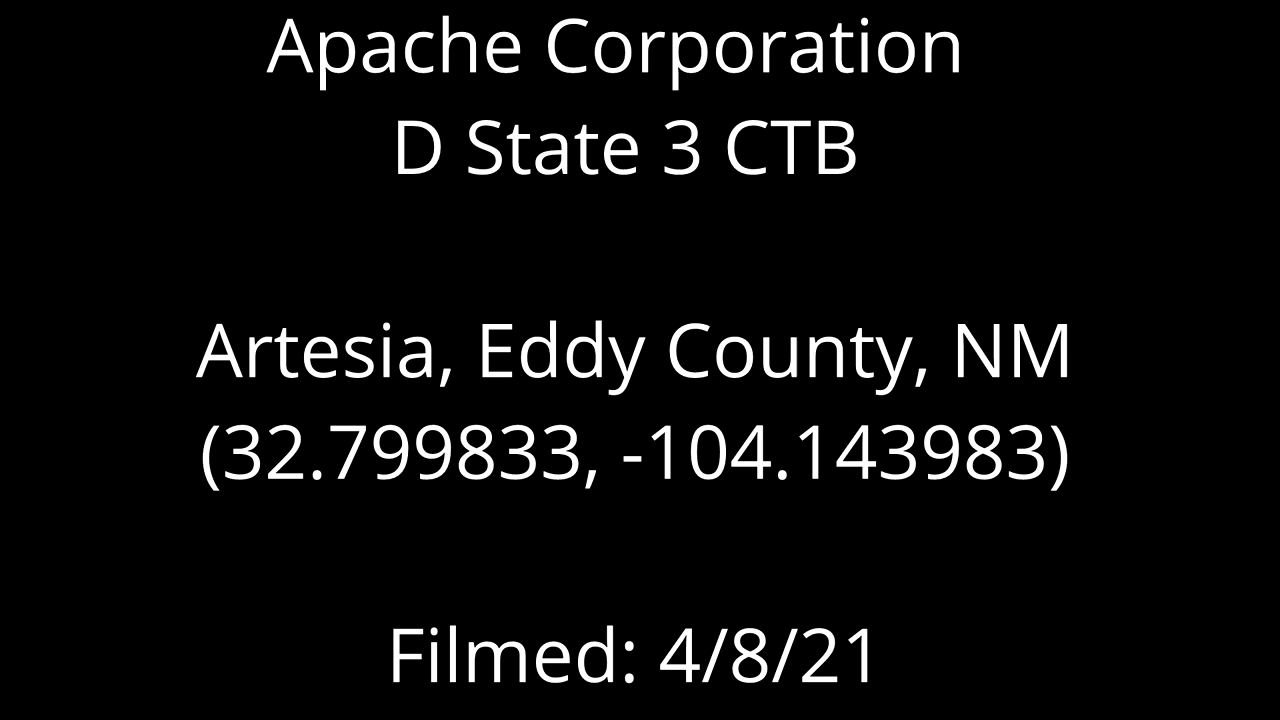 Apache Corporation
D State 3 CTB
Artesia, Eddy County, NM
(32.799833, -104.143983)
Filmed: 4/8/21